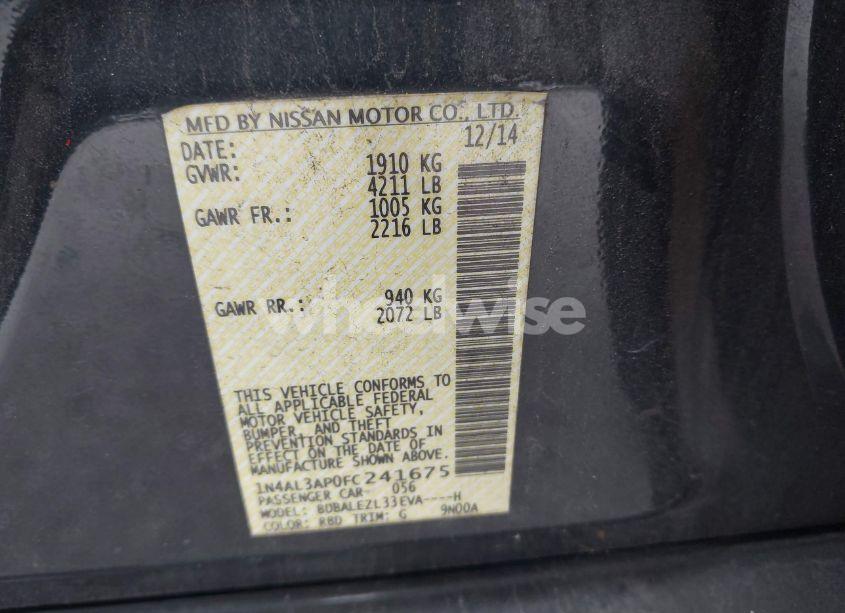 MFD BY NISSAN MOTOR CO., LTD.
DATE: 12/14
GVWR: 1910 KG
4211 LB
GAWR FR.: 1005 KG
2216 LB
GAWR RR.: 940 KG
2072 LB
wheelwise
THIS VEHICLE CONFORMS TO
ALL APPLICABLE FEDERAL
MOTOR VEHICLE SAFETY,
BUMPER, AND THEFT
PREVENTION STANDARDS IN
EFFECT ON THE DATE OF
MANUFACTURE SHOWN ABOVE.
1N4AL3AP0FC241675
PASSENGER CAR- 056
MODEL: BDBALEZL33EVA----H
COLOR: RBD TRIM: G 9N00A